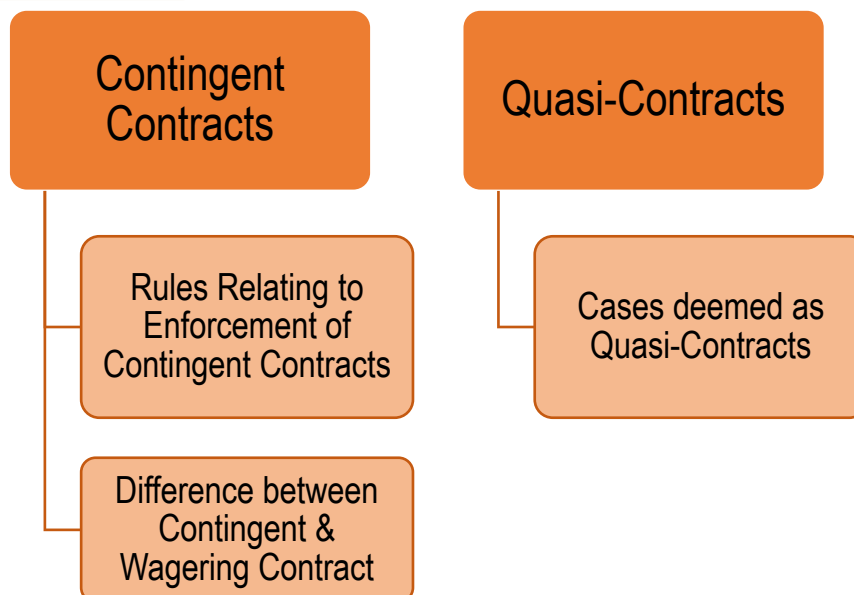 Contingent
Contracts
Rules Relating to
Enforcement of
Contingent Contracts
Difference between
Contingent &
Wagering Contract
Quasi-Contracts
Cases deemed as
Quasi-Contracts